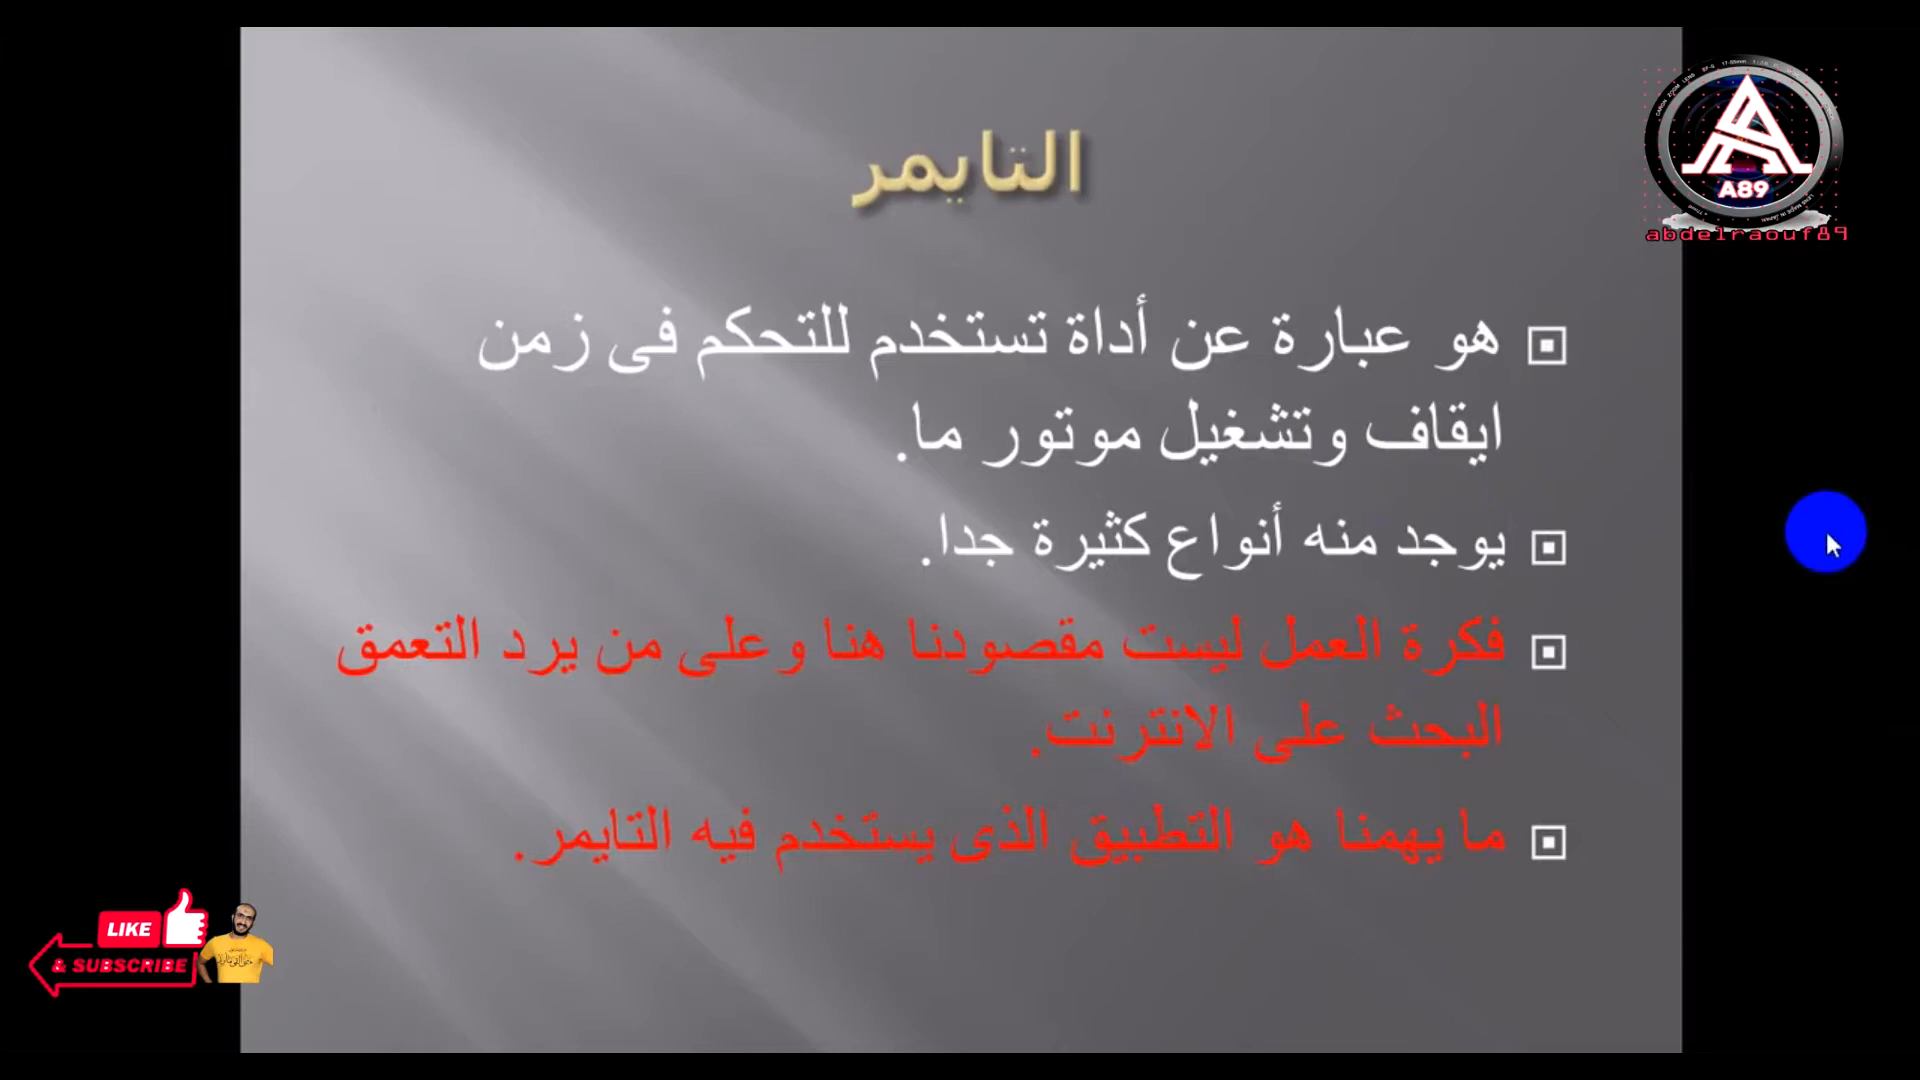 التايمر
هو عبارة عن أداة تستخدم للتحكم فى زمن
ايقاف وتشغيل موتور ما.
يوجد منه أنواع كثيرة جدا.
فكرة العمل ليست مقصودنا هنا وعلى من يرد التعمق
البحث على الانترنت.
ما يهمنا هو التطبيق الذى يستخدم فيه التايمر.
A89
abdelraouf89
LIKE
& SUBSCRIBE